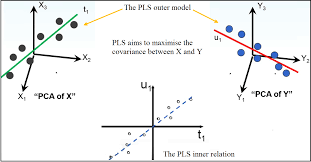 X3
t1
The PLS outer model
Y3
X2
PLS aims to maximise the
covariance between X and Y
u1
Y2
X1
"PCA of X"
Y1
"PCA of Y"
u1
t1
The PLS inner relation